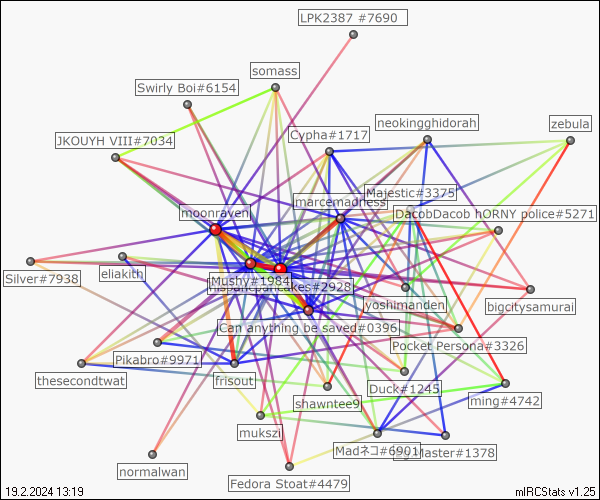 LPK2387 #7690
somass
Swirly Boi#6154
neokingghidorah
zebula
Cypha#1717
JKOUYH VIII#7034
Majestic#3375
marcemadness
moonraven
DacobDacob hORNY police#5271
Silver#7938
eliakith
Mushy#1984
#2928
yoshimanden
bigcitysamurai
Can anything be saved#0396
Pocket Persona#3326
Pikabro#9971
thesecondtwat
frisout
Duck#1245
shawntee9
ming#4742
mukszil
Madネコ#6901
Master#1378
normalwan
Fedora Stoat#4479
19.2.2024 13:19
mIRCStats v1.25